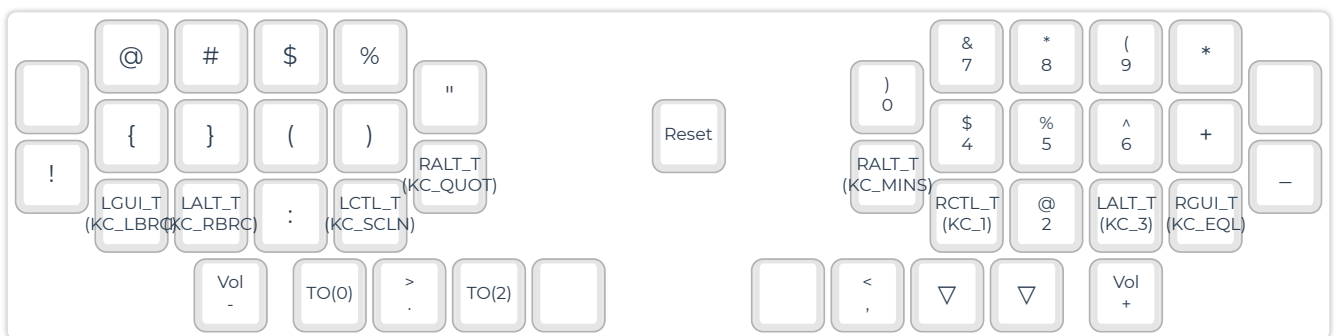 @ # $ % & * ( *
7 8 9
" )
0
{ } ( ) Reset $ % ^ +
4 5 6
! RALT_T RALT_T _
(KC_QUOT) (KC_MINS)
LGUI_T LALT_T : LCTL_T RCTL_T @ LALT_T RGUI_T
(KC_LBRC) (KC_RBRC) (KC_SCLN) (KC_1) 2 (KC_3) (KC_EQL)
Vol TO(0) > TO(2) < ▽ ▽ Vol
- . , +